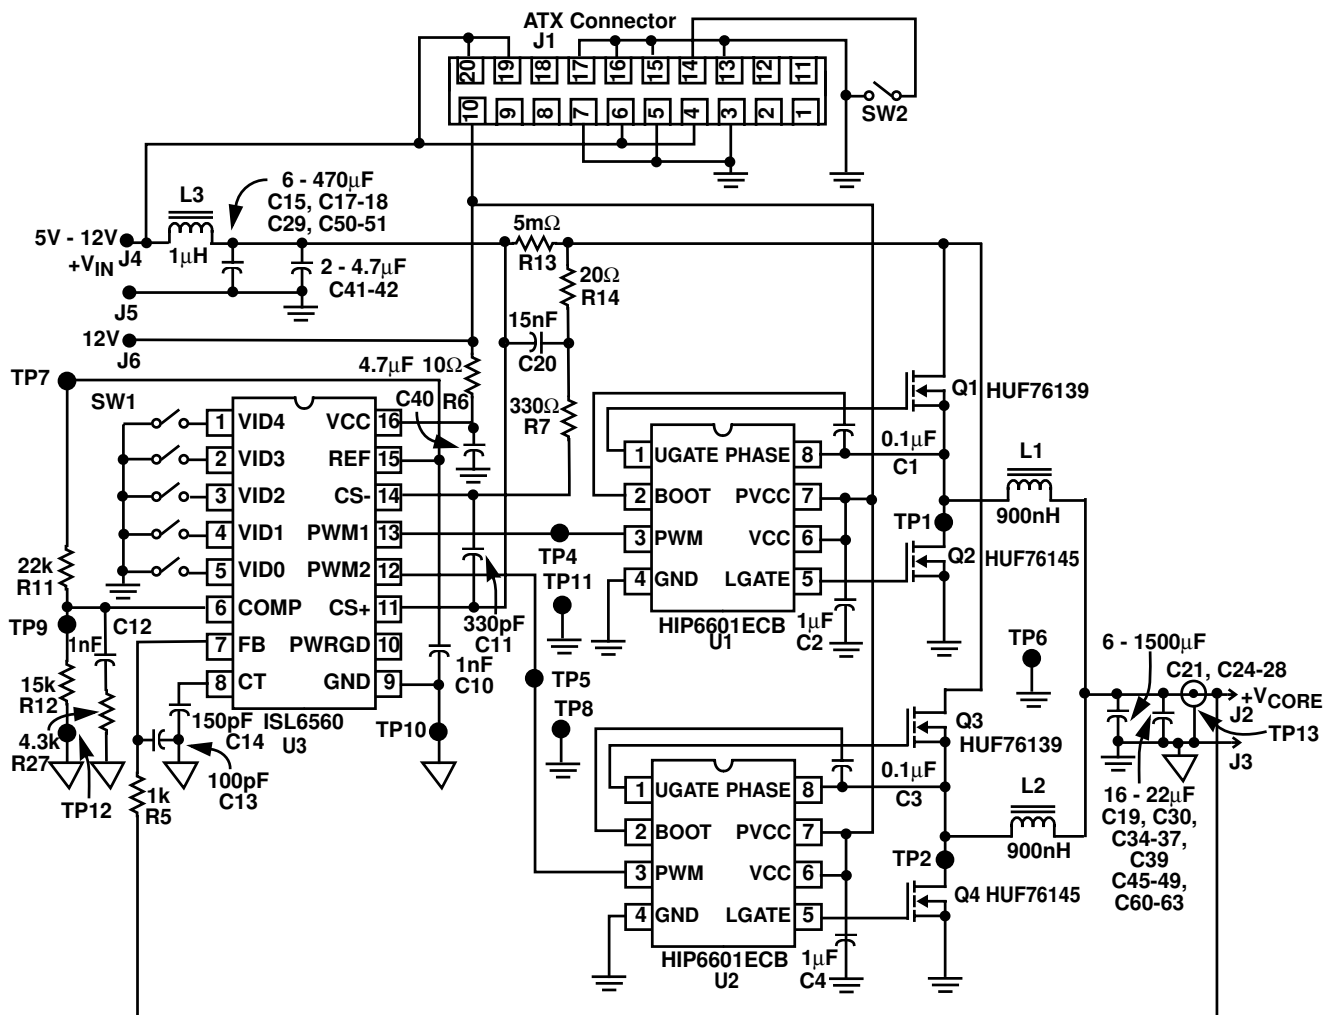 ATX Connector
J1
20 19 18 17 16 15 14 13 12 11
10 9 8 7 6 5 4 3 2 1
SW2
6 - 470µF
C15, C17-18
C29, C50-51
L3
1µH
5V - 12V
+VIN J4
J5
2 - 4.7µF
C41-42
12V
J6
5mΩ
R13
20Ω
R14
15nF
C20
4.7µF 10Ω
C40 R6
330Ω
R7
TP7
SW1
1 VID4
2 VID3
3 VID2
4 VID1
5 VID0
6 COMP
7 FB
8 CT
VCC 16
REF 15
CS- 14
PWM1 13
PWM2 12
CS+ 11
PWRGD 10
GND 9
ISL6560
U3
22k
R11
TP9
C12
1nF
15k
R12
4.3k
R27
TP12
150pF
C14
100pF
C13
1k
R5
TP10
1nF
C10
330pF
C11
TP4
TP11
TP5
TP8
1 UGATE PHASE 8
2 BOOT PVCC 7
3 PWM VCC 6
4 GND LGATE 5
HIP6601ECB
U1
0.1µF
C1
1µF
C2
Q1 HUF76139
TP1
Q2 HUF76145
L1
900nH
TP6
1 UGATE PHASE 8
2 BOOT PVCC 7
3 PWM VCC 6
4 GND LGATE 5
HIP6601ECB
U2
0.1µF
C3
1µF
C4
Q3
HUF76139
TP2
Q4 HUF76145
L2
900nH
6 - 1500µF
C21, C24-28
+VCORE
J2
TP13
J3
16 - 22µF
C19, C30,
C34-37,
C39
C45-49,
C60-63